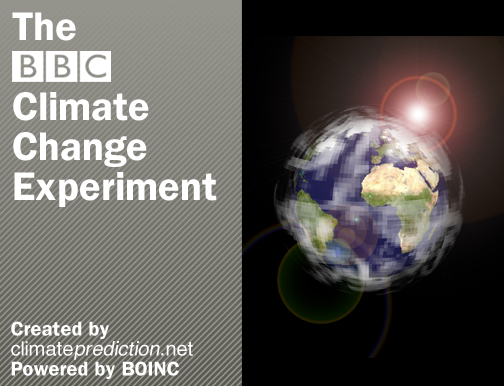 The
BBC
Climate
Change
Experiment
Created by
climateprediction.net
Powered by BOINC